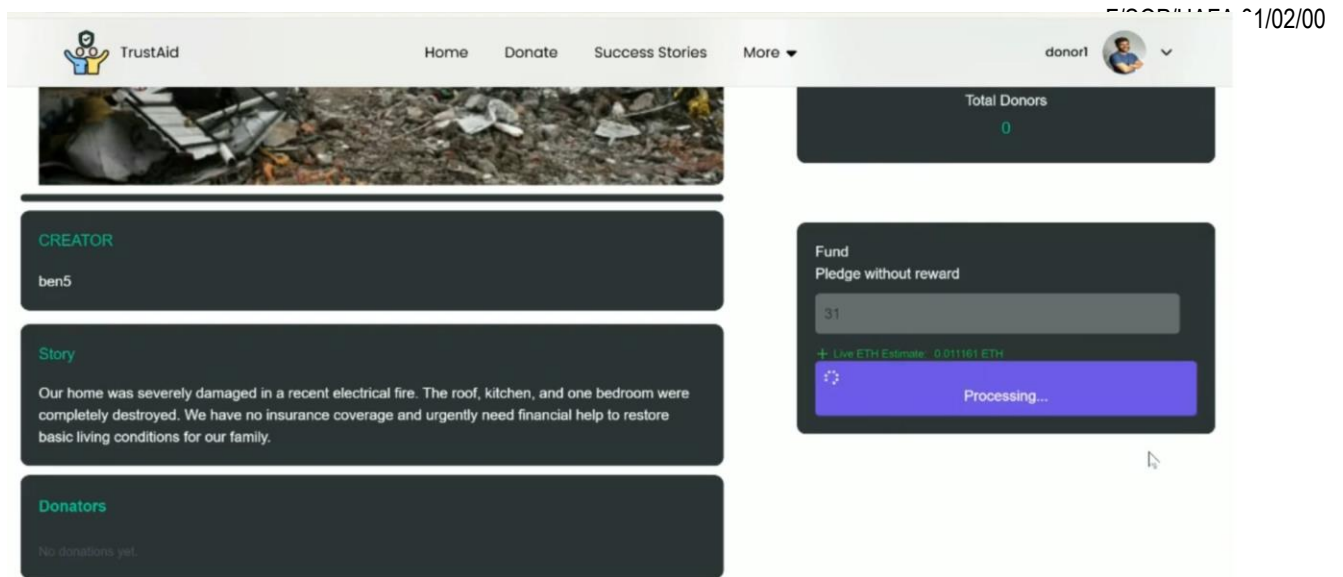 1/02/00
TrustAid
Home Donate Success Stories More
donor1
Total Donors
0
CREATOR
ben5
Story
Our home was severely damaged in a recent electrical fire. The roof, kitchen, and one bedroom were
completely destroyed. We have no insurance coverage and urgently need financial help to restore
basic living conditions for our family.
Donators
No donations yet.
Fund
Pledge without reward
31
+ Live ETH Estimate: 0.011161 ETH
Processing...